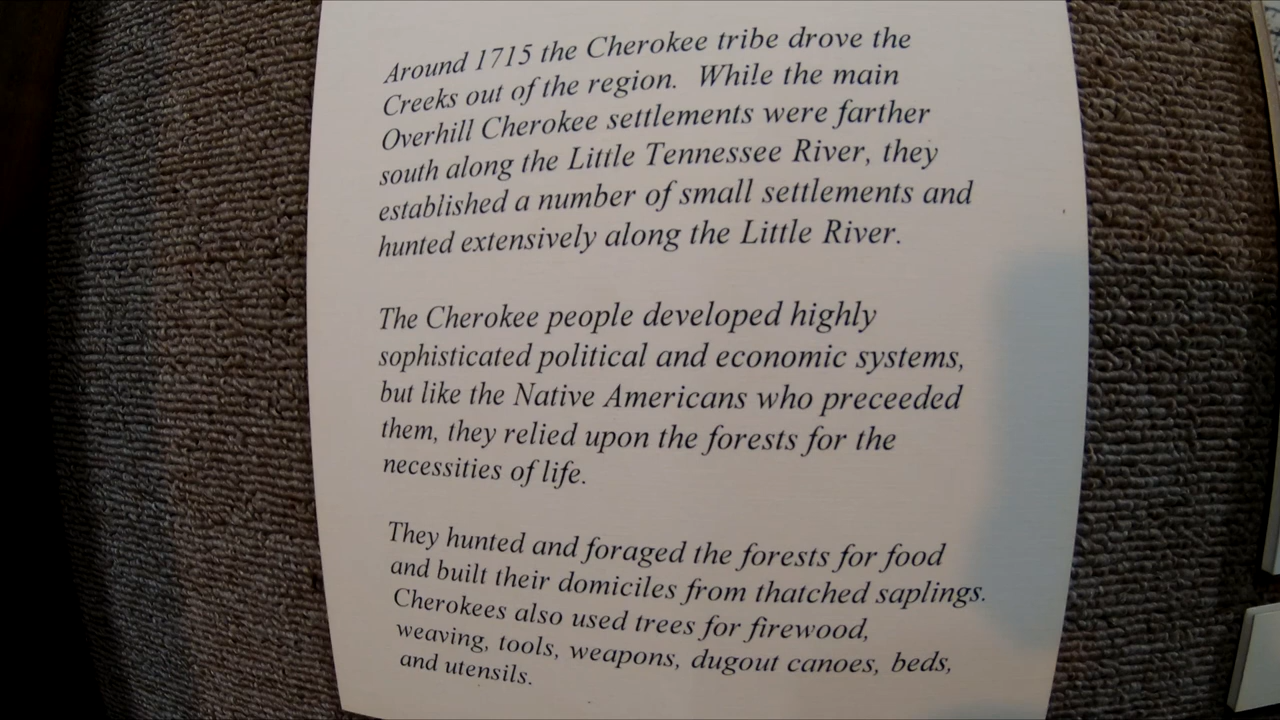 Around 1715 the Cherokee tribe drove the
Creeks out of the region. While the main
Overhill Cherokee settlements were farther
south along the Little Tennessee River, they
established a number of small settlements and
hunted extensively along the Little River.
The Cherokee people developed highly
sophisticated political and economic systems,
but like the Native Americans who preceeded
them, they relied upon the forests for the
necessities of life.
They hunted and foraged the forests for food
and built their domiciles from thatched saplings.
Cherokees also used trees for firewood,
weaving, tools, weapons, dugout canoes, beds,
and utensils.